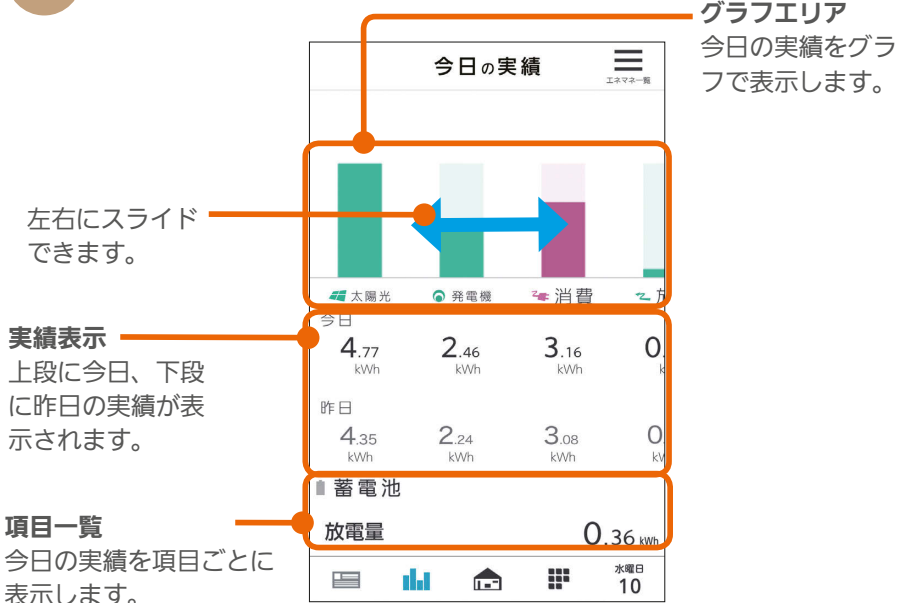 グラフエリア
今日の実績をグラ
フで表示します。
今日の実績
エネマネ一覧
左右にスライド
できます。
太陽光 発電機 消費
今日
4.77 2.46 3.16 0.
kWh kWh kWh k
実績表示
上段に今日、下段
に昨日の実績が表
示されます。
昨日
4.35 2.24 3.08 0
kWh kWh kWh kW
蓄電池
放電量 0.36 kWh
項目一覧
今日の実績を項目ごとに
表示します。
水曜日
10